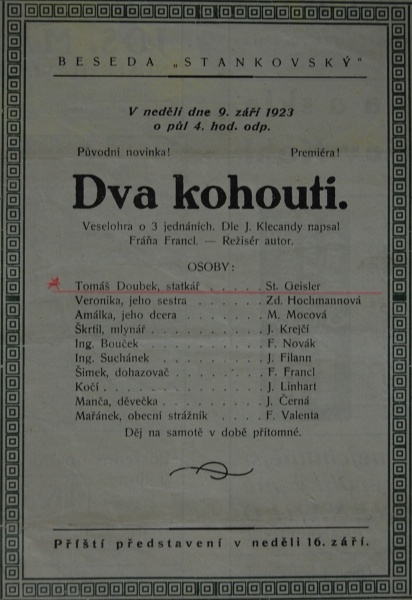 BESEDA „STANKOVSKÝ“
V neděli dne 9. září 1923
o půl 4. hod. odp.
Původní novinka! Premiéra!
Dva kohouti.
Veselohra o 3 jednáních. Dle J. Klecandy napsal
Fráňa Francl. — Režisér autor.
OSOBY:
Tomáš Doubek, statkář . . . . . St. Geisler
Veronika, jeho sestra . . . . . Zd. Hochmannová
Amálka, jeho dcera . . . . . . M. Mocová
Škrtil, mlynář . . . . . . . . J. Krejčí
Ing. Bouček . . . . . . . . . F. Novák
Ing. Suchánek . . . . . . . . J. Filann
Šimek, dohazovač . . . . . . . F. Francl
Kočí . . . . . . . . . . . . J. Linhart
Manča, děvečka . . . . . . . . J. Černá
Mařánek, obecní strážník . . . . F. Valenta
Děj na samotě v době přítomné.
Příští představení v neděli 16. září.